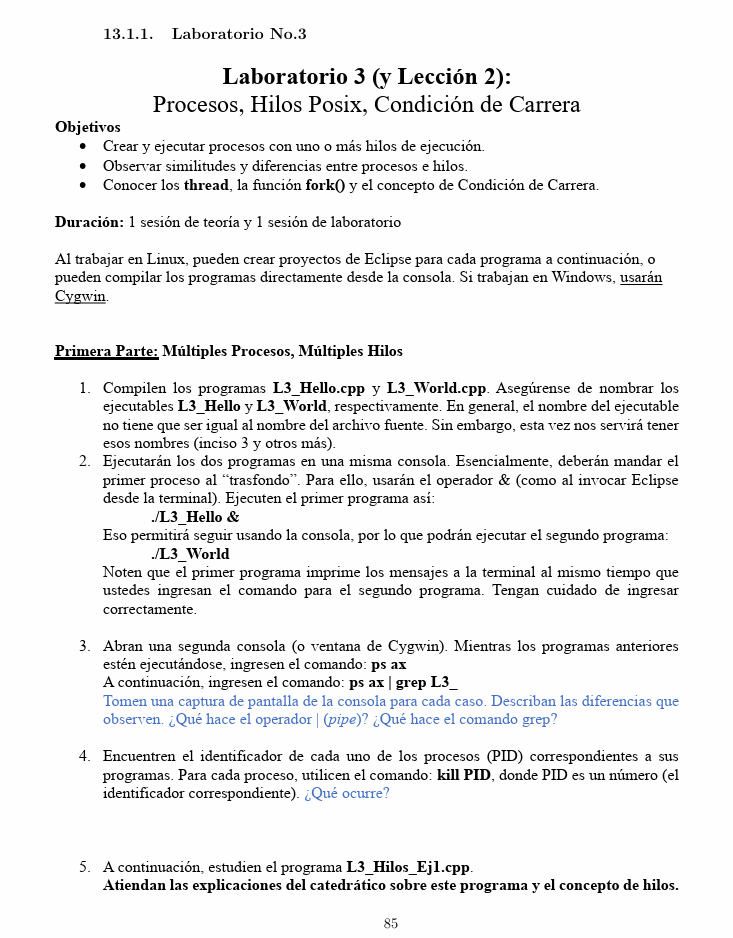 13.1.1. Laboratorio No.3
Laboratorio 3 (y Lección 2):
Procesos, Hilos Posix, Condición de Carrera
Objetivos
• Crear y ejecutar procesos con uno o más hilos de ejecución.
• Observar similitudes y diferencias entre procesos e hilos.
• Conocer los thread, la función fork() y el concepto de Condición de Carrera.
Duración: 1 sesión de teoría y 1 sesión de laboratorio
Al trabajar en Linux, pueden crear proyectos de Eclipse para cada programa a continuación, o
pueden compilar los programas directamente desde la consola. Si trabajan en Windows, usarán
Cygwin.
Primera Parte: Múltiples Procesos, Múltiples Hilos
1. Compilen los programas L3_Hello.cpp y L3_World.cpp. Asegúrense de nombrar los
ejecutables L3_Hello y L3_World, respectivamente. En general, el nombre del ejecutable
no tiene que ser igual al nombre del archivo fuente. Sin embargo, esta vez nos servirá tener
esos nombres (inciso 3 y otros más).
2. Ejecutarán los dos programas en una misma consola. Esencialmente, deberán mandar el
primer proceso al “trasfondo”. Para ello, usarán el operador & (como al invocar Eclipse
desde la terminal). Ejecuten el primer programa así:
./L3_Hello &
Eso permitirá seguir usando la consola, por lo que podrán ejecutar el segundo programa:
./L3_World
Noten que el primer programa imprime los mensajes a la terminal al mismo tiempo que
ustedes ingresan el comando para el segundo programa. Tengan cuidado de ingresar
correctamente.
3. Abran una segunda consola (o ventana de Cygwin). Mientras los programas anteriores
estén ejecutándose, ingresen el comando: ps ax
A continuación, ingresen el comando: ps ax | grep L3_
Tomen una captura de pantalla de la consola para cada caso. Describan las diferencias que
observen. ¿Qué hace el operador | (pipe)? ¿Qué hace el comando grep?
4. Encuentren el identificador de cada uno de los procesos (PID) correspondientes a sus
programas. Para cada proceso, utilicen el comando: kill PID, donde PID es un número (el
identificador correspondiente). ¿Qué ocurre?
5. A continuación, estudien el programa L3_Hilos_Ej1.cpp.
Atiendan las explicaciones del catedrático sobre este programa y el concepto de hilos.
85